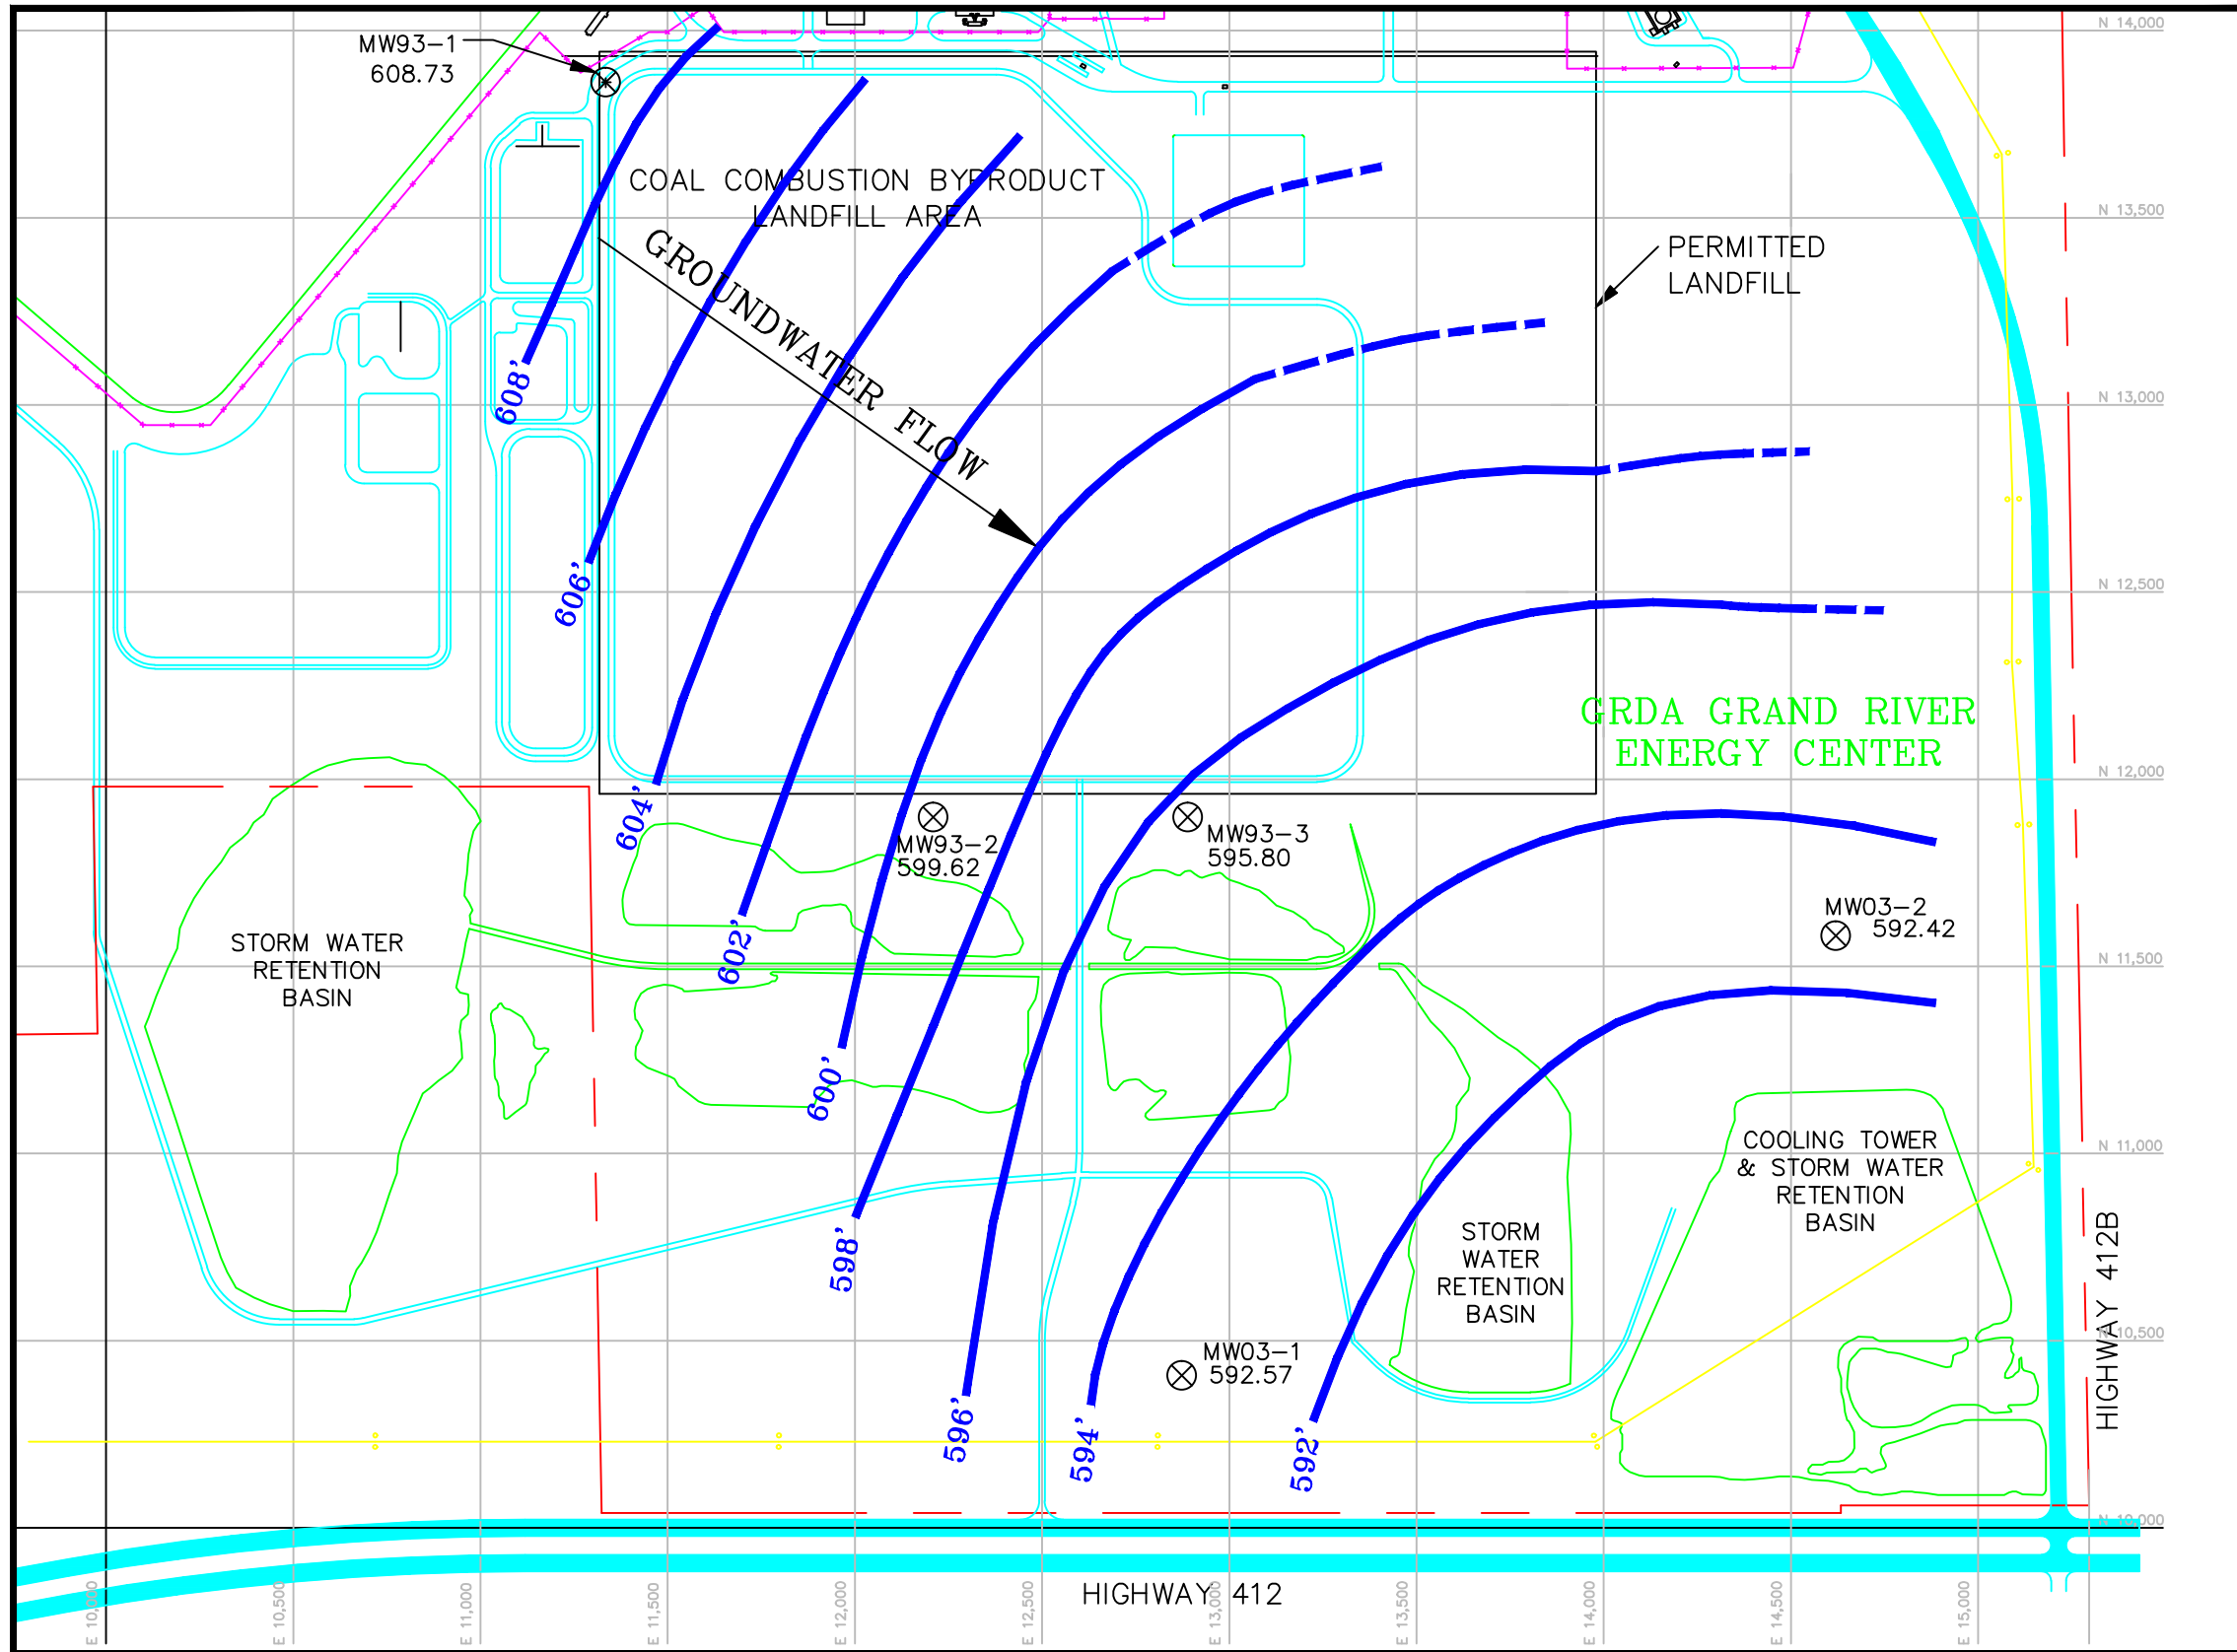 N 14,000
MW93-1
608.73
COAL COMBUSTION BYPRODUCT
LANDFILL AREA
N 13,500
GROUNDWATER FLOW
PERMITTED
LANDFILL
608'
N 13,000
606'
N 12,500
GRDA GRAND RIVER
ENERGY CENTER
N 12,000
604'
MW93-2
599.62
MW93-3
595.80
MW03-2
592.42
602'
STORM WATER
RETENTION
BASIN
N 11,500
600'
COOLING TOWER
& STORM WATER
RETENTION
BASIN
N 11,000
598'
STORM
WATER
RETENTION
BASIN
HIGHWAY 412B
N 10,500
MW03-1
592.57
596'
594'
592'
N 10,000
HIGHWAY 412
E 10,000
E 10,500
E 11,000
E 11,500
E 12,000
E 12,500
E 13,000
E 13,500
E 14,000
E 14,500
E 15,000